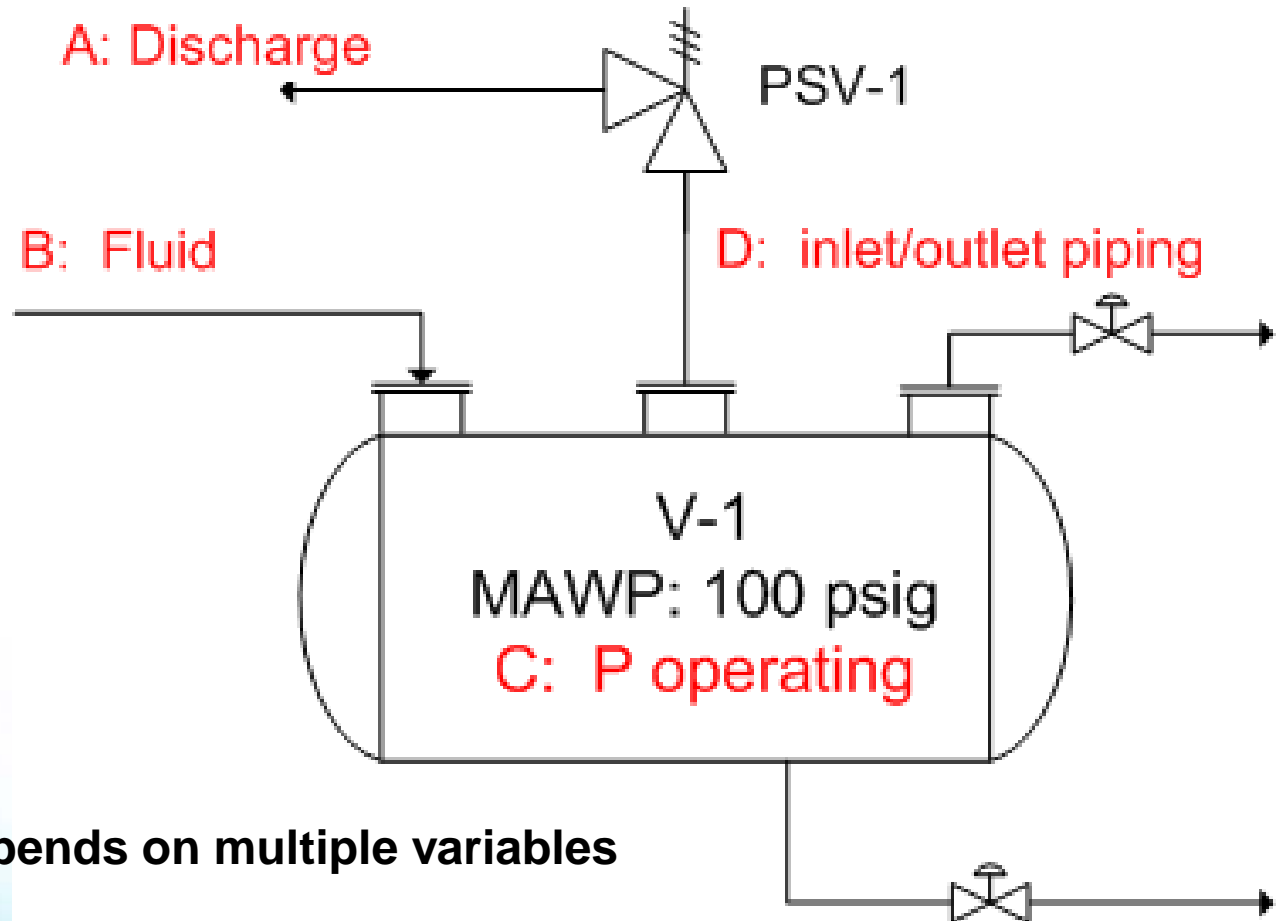 A: Discharge
PSV-1
B:  Fluid
D:  inlet/outlet piping
V-1
MAWP: 100 psig
C:  P operating
pends on multiple variables